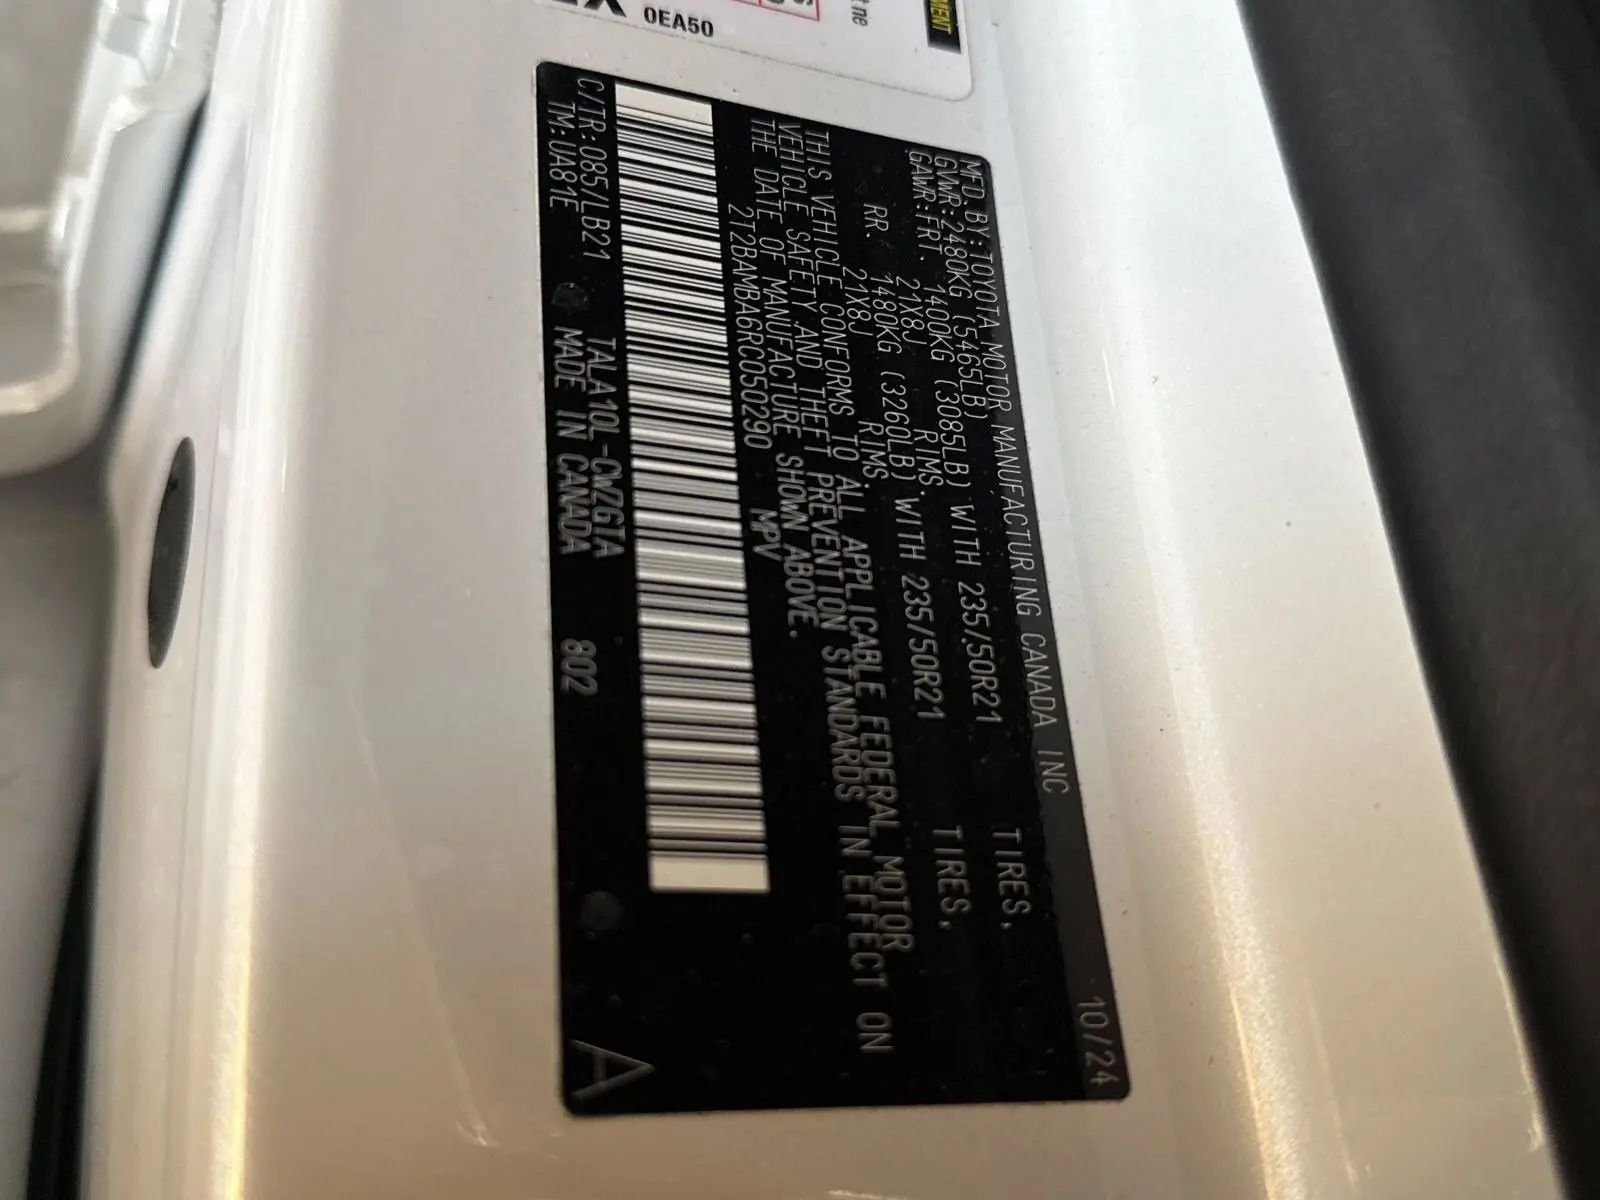 0EA50
MFD BY:TOYOTA MOTOR MANUFACTURING CANADA INC 10/24
GVWR:2480KG (5465LB)
GAWR:FRT. 1400KG (3085LB) WITH 235/50R21 TIRES,
21X8J RIMS.
RR. 1480KG (3260LB) WITH 235/50R21 TIRES,
21X8J RIMS.
THIS VEHICLE CONFORMS TO ALL APPLICABLE FEDERAL MOTOR
VEHICLE SAFETY AND THEFT PREVENTION STANDARDS IN EFFECT ON
THE DATE OF MANUFACTURE SHOWN ABOVE.
2T2BAMBA6RC050290 MPV
C/TR:085/LB21 TALA10L-CWZGTA 802
TM:UA81E MADE IN CANADA
A